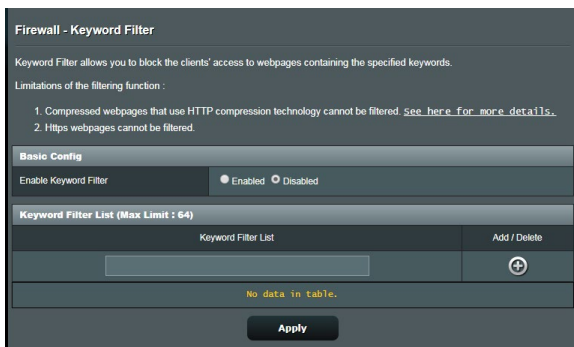 Firewall - Keyword Filter
Keyword Filter allows you to block the clients' access to webpages containing the specified keywords.
Limitations of the filtering function :
1. Compressed webpages that use HTTP compression technology cannot be filtered. See here for more details.
2. Https webpages cannot be filtered.
Basic Config
Enable Keyword Filter Enabled Disabled
Keyword Filter List (Max Limit : 64)
Keyword Filter List Add / Delete
No data in table.
Apply